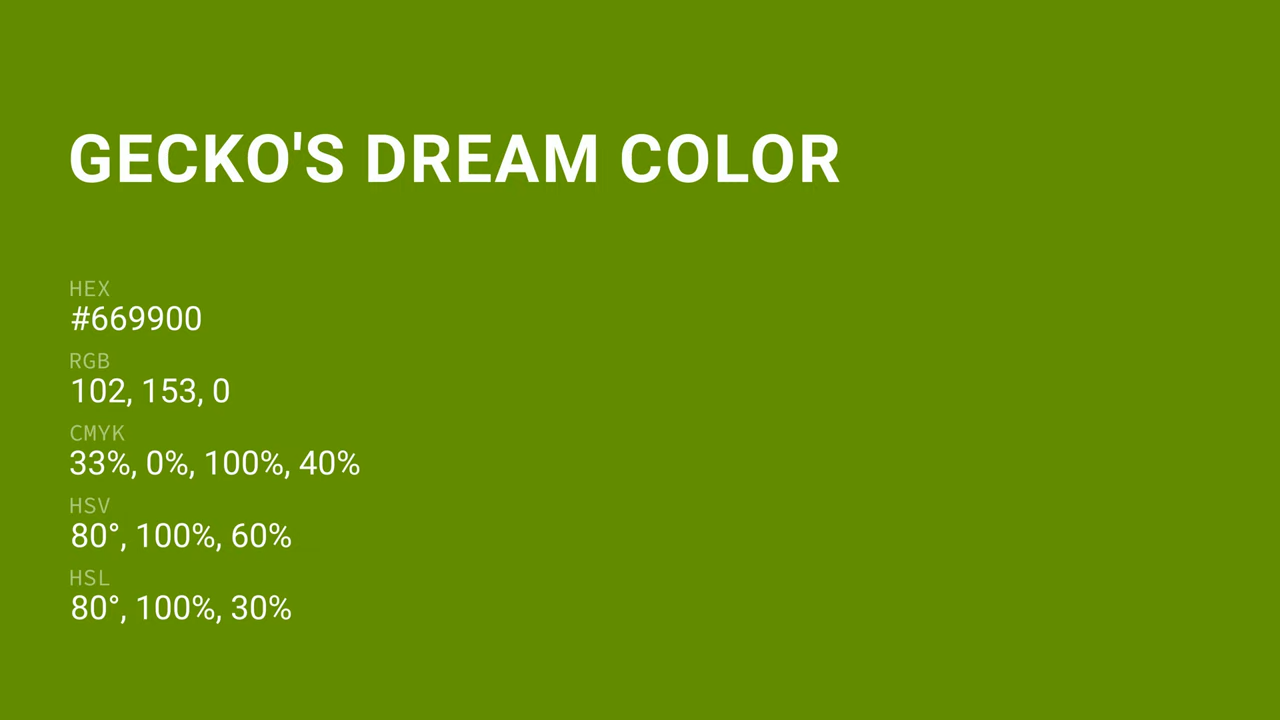 GECKO'S DREAM COLOR
HEX
#669900
RGB
102, 153, 0
CMYK
33%, 0%, 100%, 40%
HSV
80°, 100%, 60%
HSL
80°, 100%, 30%